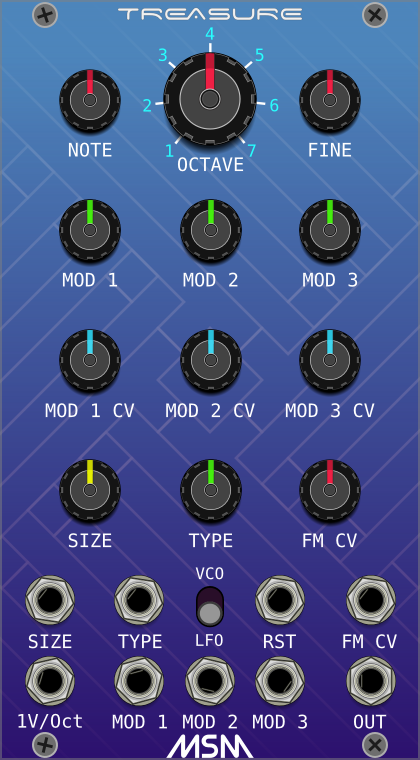 TREASURE
4
3 5
2 6
1 7
NOTE OCTAVE FINE
MOD 1 MOD 2 MOD 3
MOD 1 CV MOD 2 CV MOD 3 CV
SIZE TYPE FM CV
VCO
LFO
SIZE TYPE RST FM CV
1V/Oct MOD 1 MOD 2 MOD 3 OUT
MSM